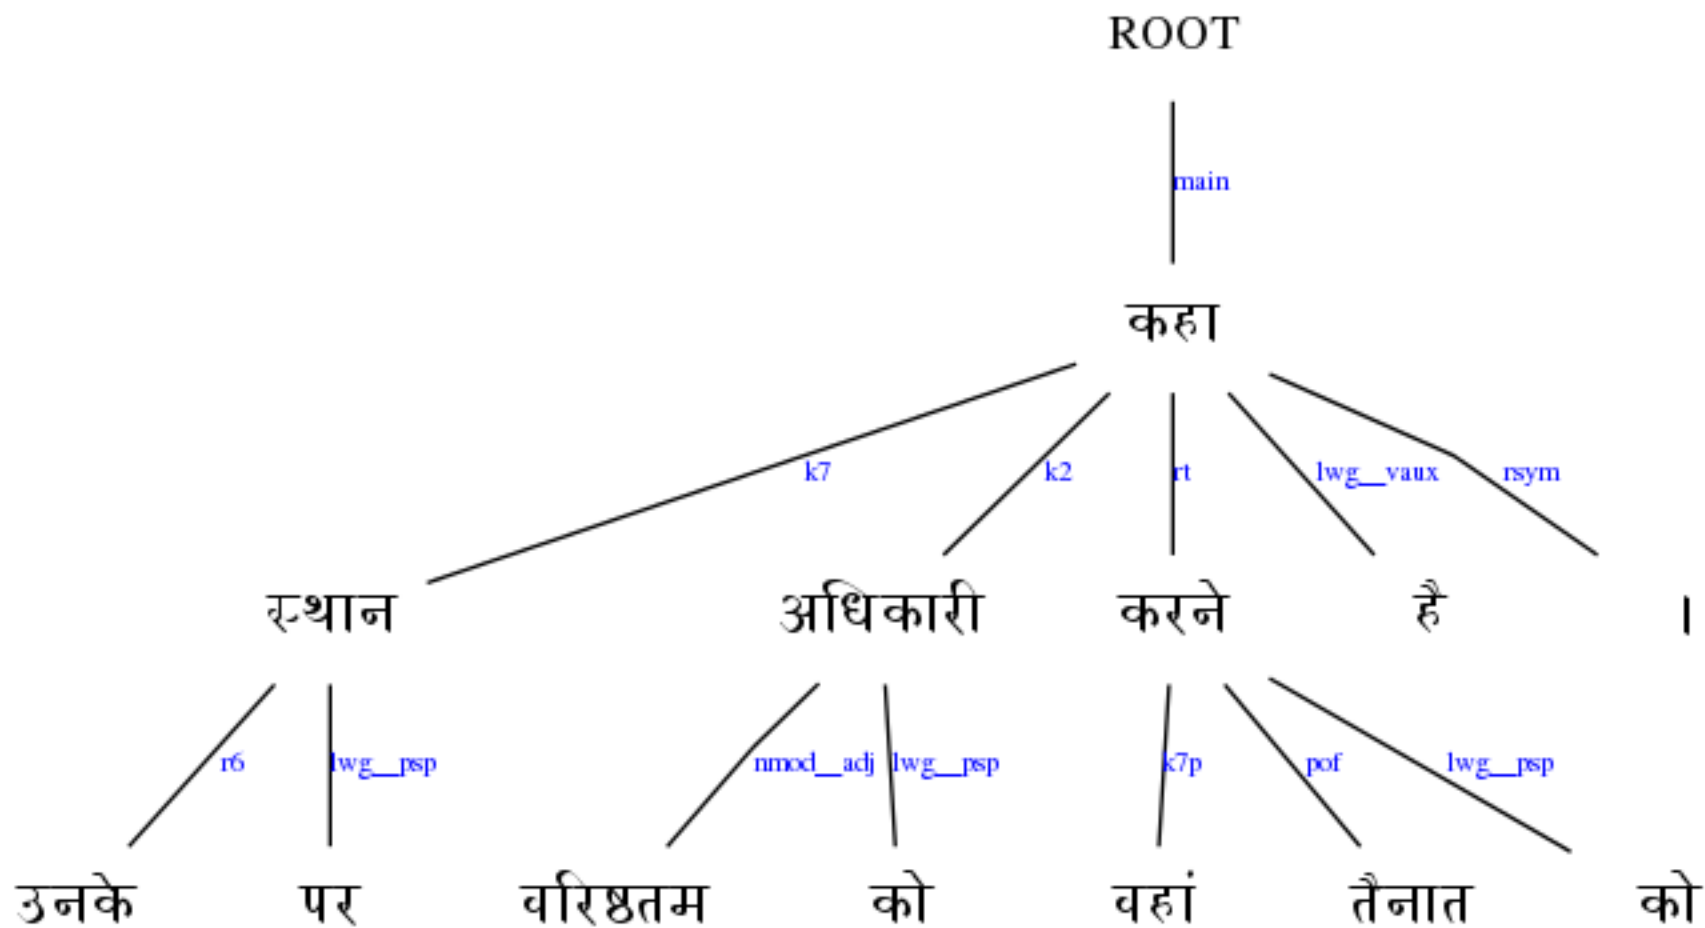 ROOT
main
कहा
k7 k2 rt lwg__vaux rsym
स्थान अधिकारी करने है ।
r6 lwg__psp nmod__adj lwg__psp k7p pof lwg__psp
उनके पर वरिष्ठतम को वहां तैनात को